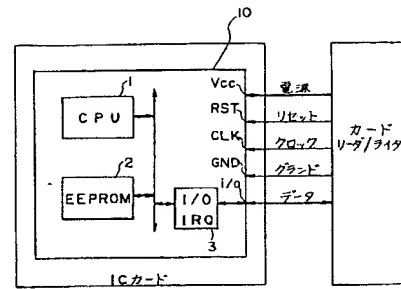 10
1
CPU
2
EEPROM
I/O
IRQ
3
Vcc
RST
CLK
GND
i/o
電源
リセット
クロック
グランド
データ
カード
リーダ/ライタ
ICカード